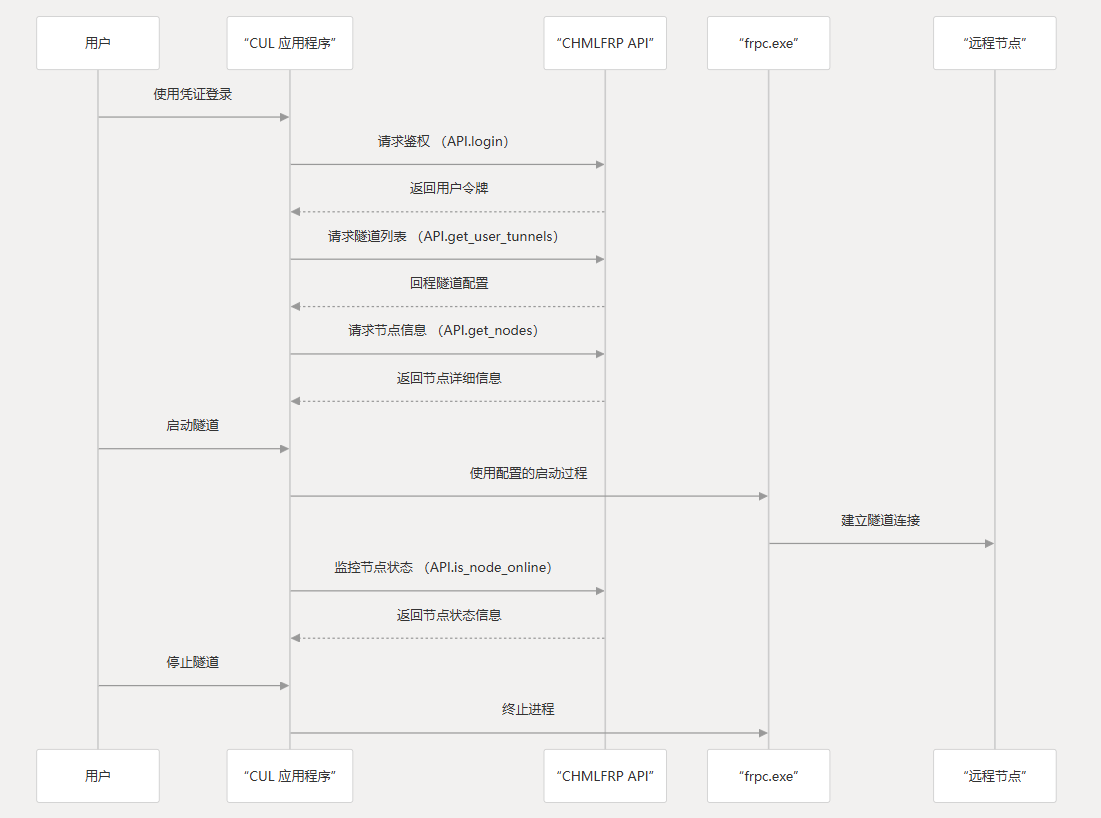 用户
“CUL 应用程序”
“CHMLFRP API”
“frpc.exe”
“远程节点”
使用凭证登录
请求鉴权 （API.login）
返回用户令牌
请求隧道列表 （API.get_user_tunnels）
回程隧道配置
请求节点信息 （API.get_nodes）
返回节点详细信息
启动隧道
使用配置的启动过程
建立隧道连接
监控节点状态 （API.is_node_online）
返回节点状态信息
停止隧道
终止进程
用户
“CUL 应用程序”
“CHMLFRP API”
“frpc.exe”
“远程节点”